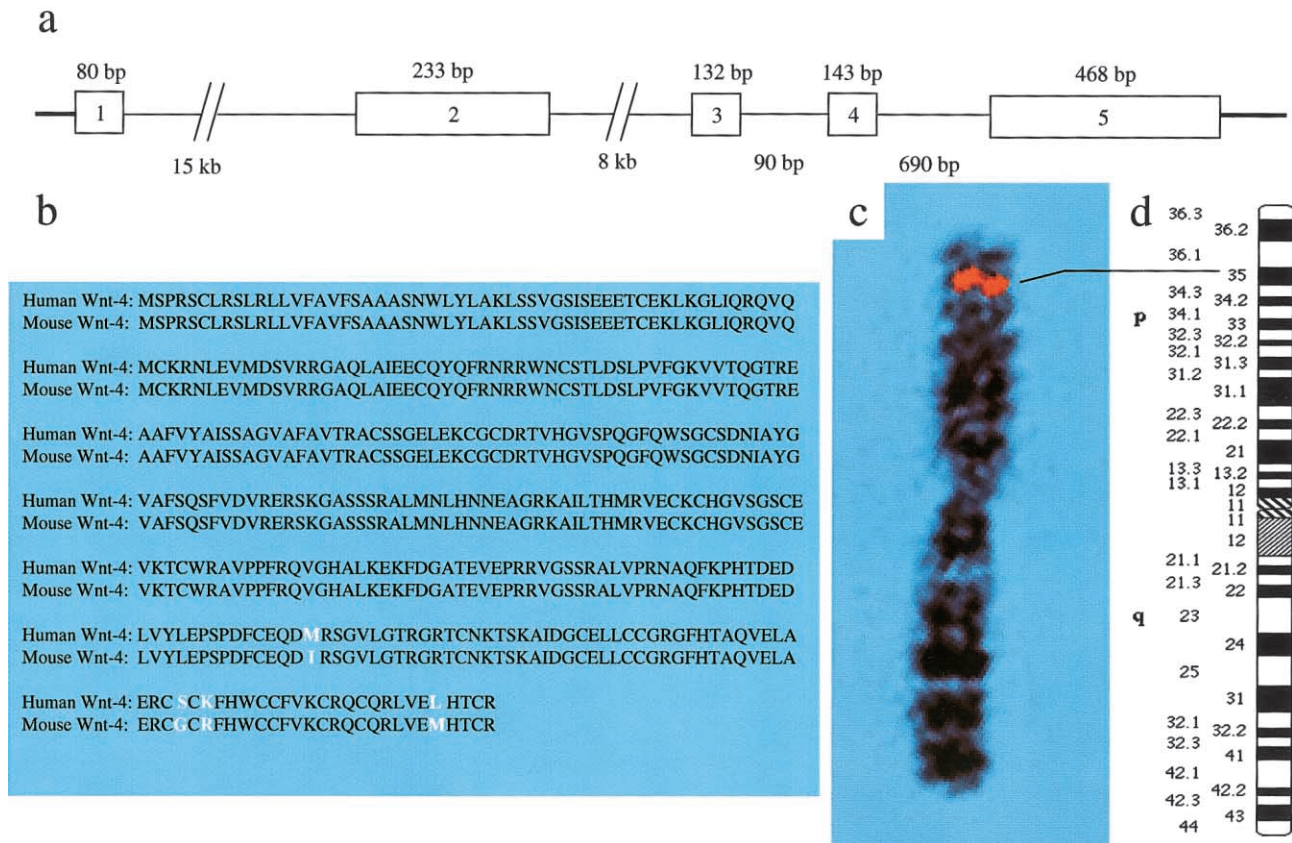 a
80 bp 233 bp 132 bp 143 bp 468 bp
1 2 3 4 5
15 kb 8 kb 90 bp 690 bp
b
Human Wnt-4: MSPRSCLRSLRLLVFAVFSAAASNWLYLAKLSSVGSISEEETCEKLKGLIQRQVQ
Mouse Wnt-4: MSPRSCLRSLRLLVFAVFSAAASNWLYLAKLSSVGSISEEETCEKLKGLIQRQVQ
Human Wnt-4: MCKRNLEVMDSVRRGAQLAIEECQYQFRNRRWNCSTLDSLPVFGKVVTQGTRE
Mouse Wnt-4: MCKRNLEVMDSVRRGAQLAIEECQYQFRNRRWNCSTLDSLPVFGKVVTQGTRE
Human Wnt-4: AAFVYAISSAGVAFAVTRACSSGELEKCGCDRTVHGVSPQGFQWSGCSDNIAYG
Mouse Wnt-4: AAFVYAISSAGVAFAVTRACSSGELEKCGCDRTVHGVSPQGFQWSGCSDNIAYG
Human Wnt-4: VAFSQSFVDVRERSKGASSSRALMNLHNNEAGRKAILTHMRVECKCHGVSGSCE
Mouse Wnt-4: VAFSQSFVDVRERSKGASSSRALMNLHNNEAGRKAILTHMRVECKCHGVSGSCE
Human Wnt-4: VKTCWRAVPPFRQVGHALKEKFDGATEVEPRRVGSSRALVPRNAQFKPHTDED
Mouse Wnt-4: VKTCWRAVPPFRQVGHALKEKFDGATEVEPRRVGSSRALVPRNAQFKPHTDED
Human Wnt-4: LVYLEPSPDFCEQDMRSGVLGTRGRTCNKTSKAIDGCELLCCGRGFHTAQVELA
Mouse Wnt-4: LVYLEPSPDFCEQD I RSGVLGTRGRTCNKTSKAIDGCELLCCGRGFHTAQVELA
Human Wnt-4: ERC SCKFHWCCFVKCRQCQRLVEL HTCR
Mouse Wnt-4: ERCGCRFHWCCFVKCRQCQRLVEMHTCR
c
d
36.3
36.2
36.1
35
34.3
34.2
p
34.1
33
32.3
32.2
32.1
31.3
31.2
31.1
22.3
22.2
22.1
21
13.3
13.2
13.1
12
11
11
12
21.1
21.2
21.3
22
q
23
24
25
31
32.1
32.2
32.3
41
42.1
42.2
42.3
43
44